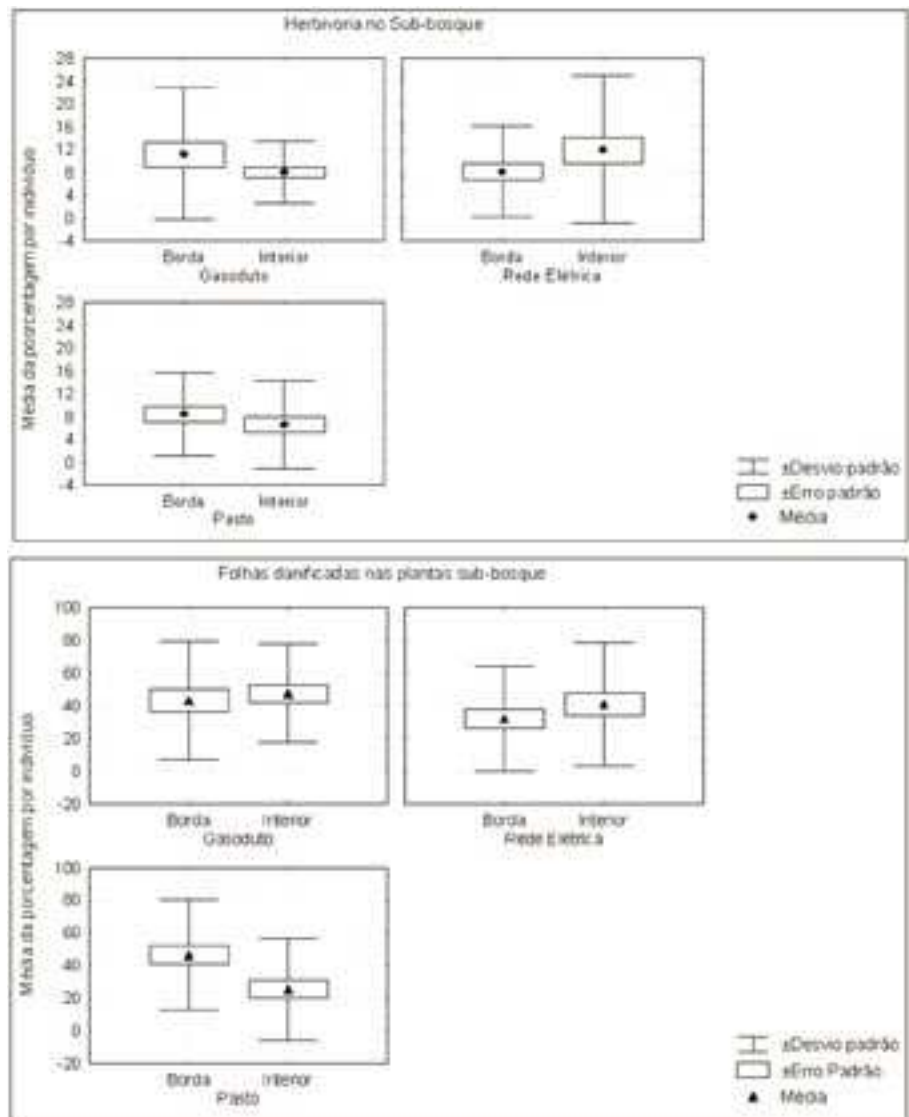 Herbivoria no Sub-bosque
Média da porcentagem por indivíduo
28
24
20
16
12
8
4
0
-4
Borda Interior
Gasoduto
Borda Interior
Rede Elétrica
28
24
20
16
12
8
4
0
-4
Borda Interior
Pasto
±Desvio padrão
±Erro padrão
Média
Folhas danificadas nas plantas sub-bosque
Média da porcentagem por indivíduo
100
80
60
40
20
0
-20
Borda Interior
Gasoduto
Borda Interior
Rede Elétrica
100
80
60
40
20
0
-20
Borda Interior
Pasto
±Desvio padrão
±Erro Padrão
Média